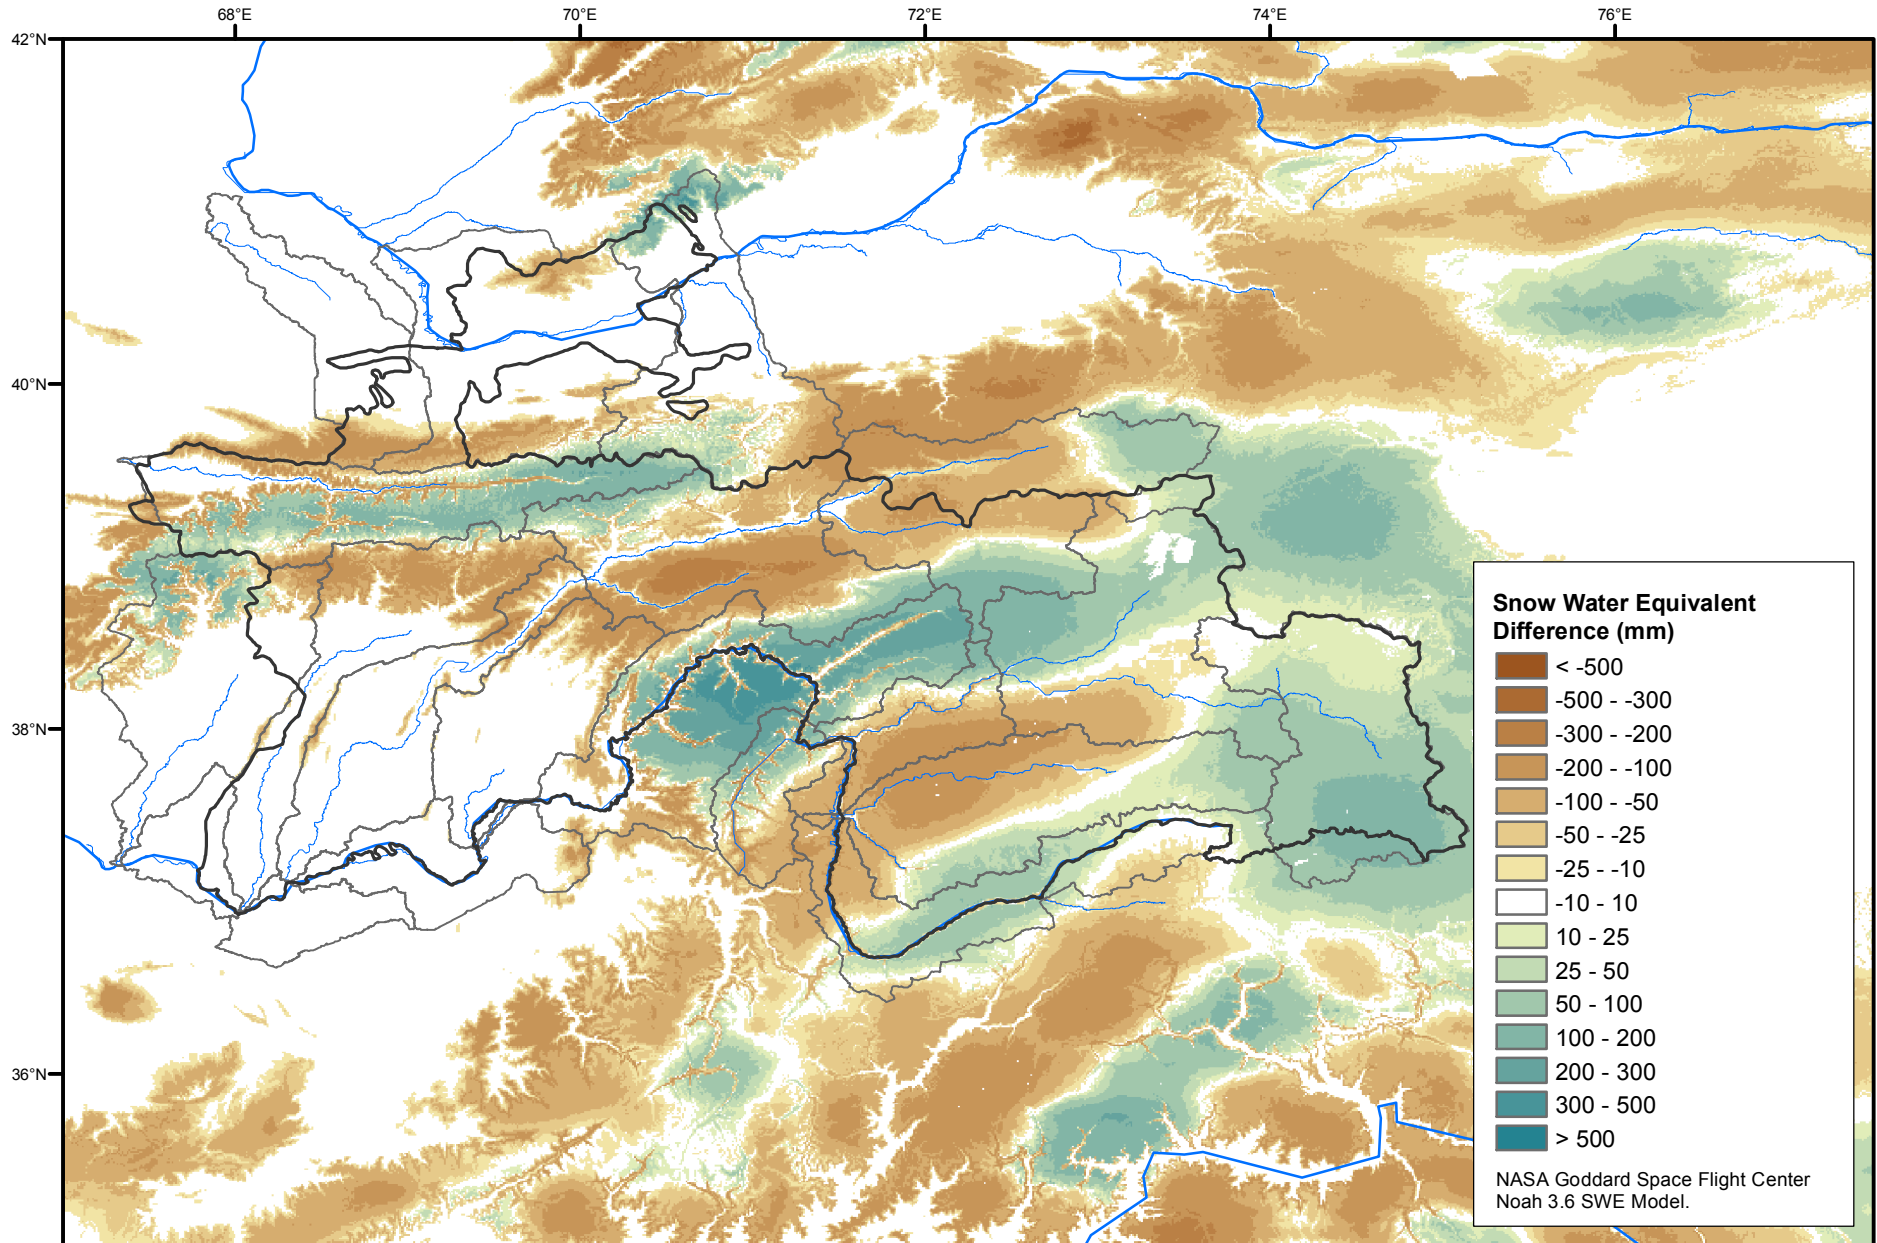 68°E
70°E
72°E
74°E
76°E
42°N
40°N
38°N
36°N
Snow Water Equivalent
Difference (mm)
< -500
-500 - -300
-300 - -200
-200 - -100
-100 - -50
-50 - -25
-25 - -10
-10 - 10
10 - 25
25 - 50
50 - 100
100 - 200
200 - 300
300 - 500
> 500
NASA Goddard Space Flight Center
Noah 3.6 SWE Model.